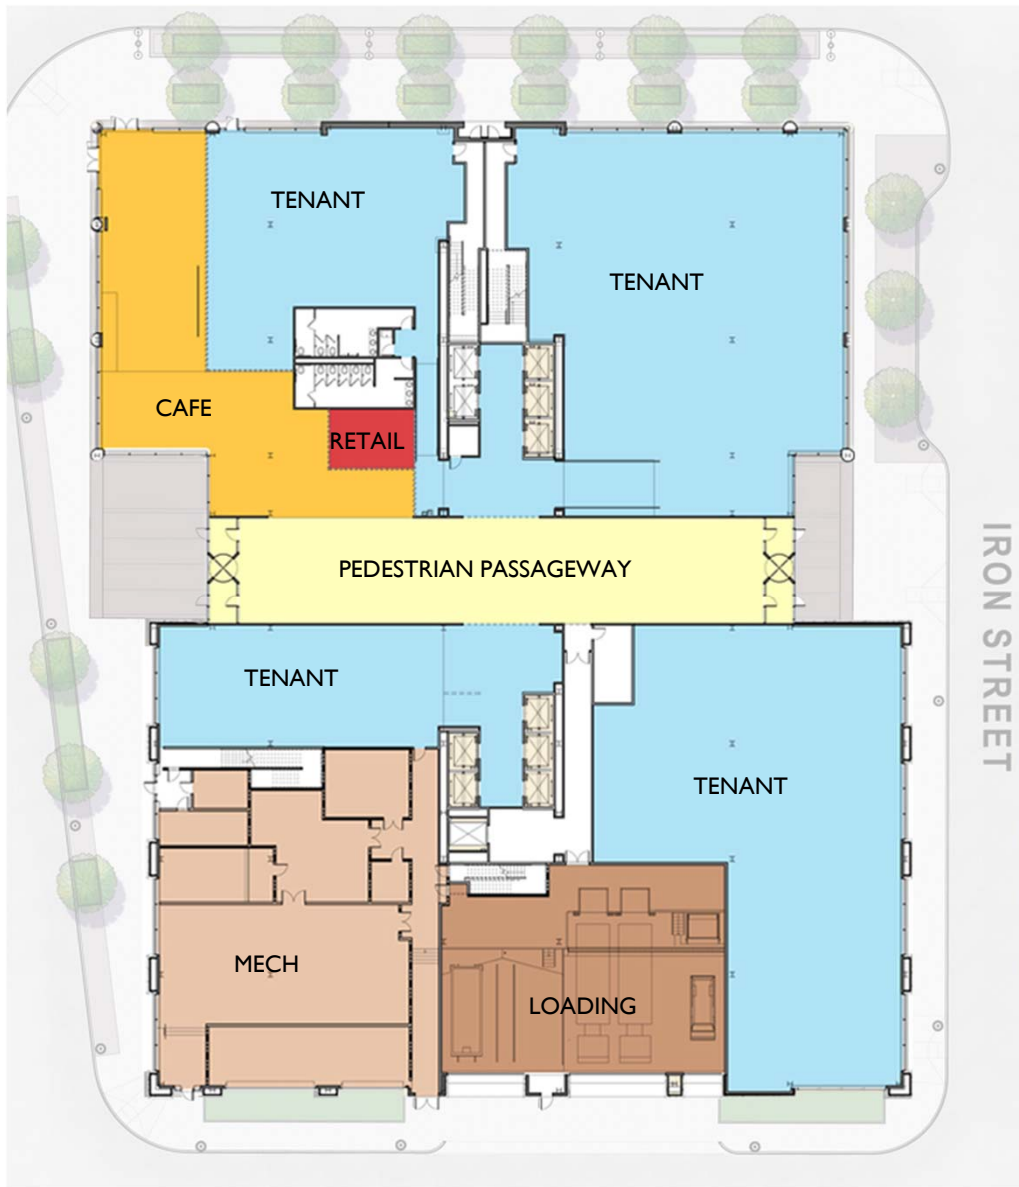 TENANT
TENANT
CAFE
RETAIL
PEDESTRIAN PASSAGEWAY
IRON STREET
TENANT
TENANT
MECH
LOADING